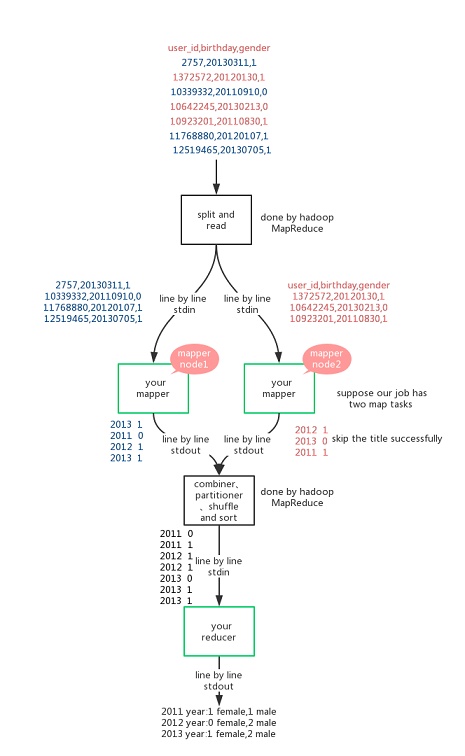 user_id,birthday,gender
2757,20130311,1
1372572,20120130,1
10339332,20110910,0
10642245,20130213,0
10923201,20110830,1
11768880,20120107,1
12519465,20130705,1
split and
read
done by hadoop
MapReduce
2757,20130311,1
10339332,20110910,0
11768880,20120107,1
12519465,20130705,1
line by line
stdin
line by line
stdin
user_id,birthday,gender
1372572,20120130,1
10642245,20130213,0
10923201,20110830,1
mapper
node1
mapper
node2
your
mapper
your
mapper
suppose our job has
two map tasks
2013 1
2011 0
2012 1
2013 1
line by line
stdout
line by line
stdout
2012 1
2013 0
2011 1
skip the title successfully
combiner、
partitioner
、shuffle
and sort
done by hadoop
MapReduce
2011 0
2011 1
2012 1
2012 1
2013 0
2013 1
2013 1
line by line
stdin
your
reducer
line by line
stdout
2011 year:1 female,1 male
2012 year:0 female,2 male
2013 year:1 female,2 male